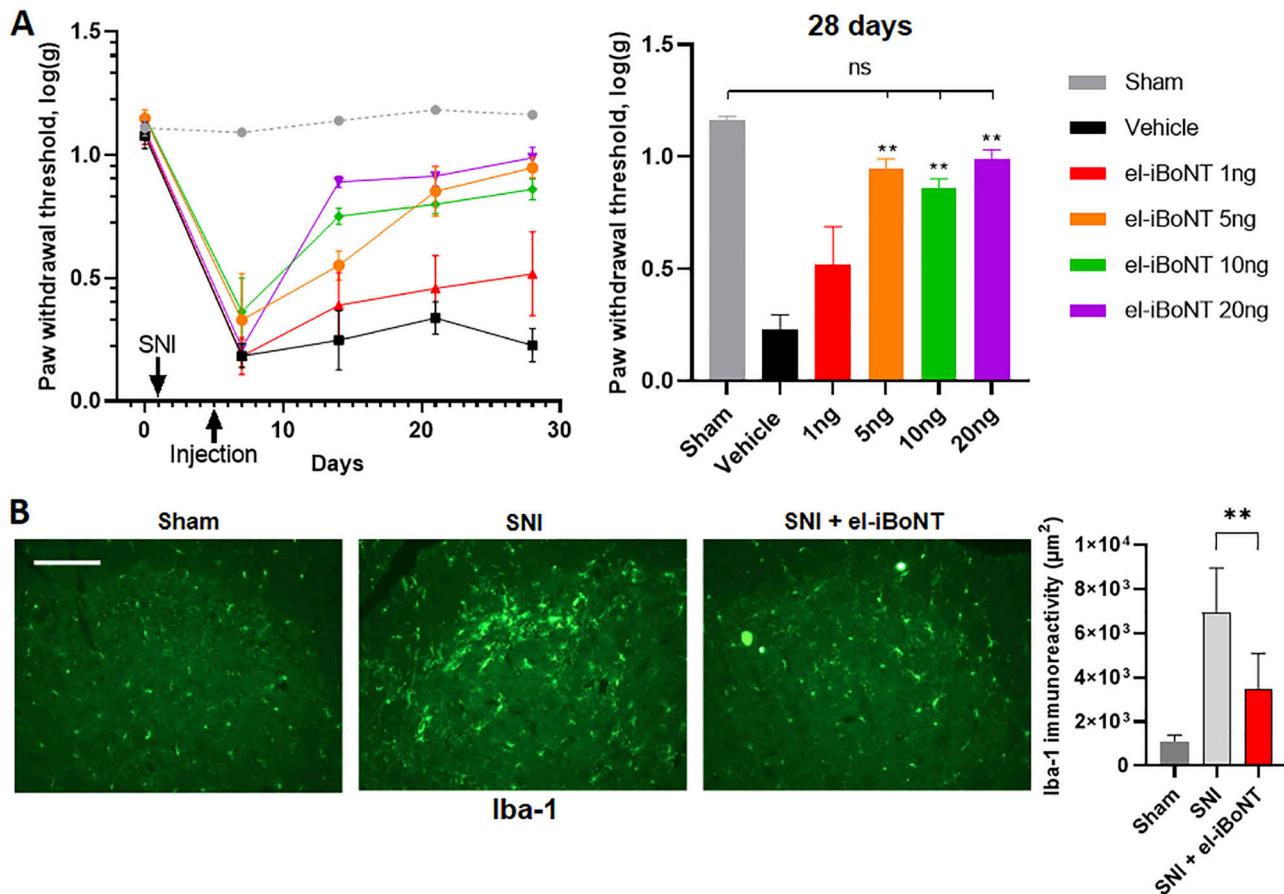 A
Paw withdrawal threshold, log(g)
1.5
1.0
0.5
0.0
SNI
0
10
20
30
Injection
Days
28 days
Paw withdrawal threshold, log(g)
1.5
1.0
0.5
0.0
ns
**
**
**
Sham
Vehicle
1ng
5ng
10ng
20ng
Sham
Vehicle
el-iBoNT 1ng
el-iBoNT 5ng
el-iBoNT 10ng
el-iBoNT 20ng
B
Sham
SNI
SNI + el-iBoNT
Iba-1
Iba-1 immunoreactivity (µm²)
**
1×10⁴
8×10³
6×10³
4×10³
2×10³
0
Sham
SNI
SNI + el-iBoNT